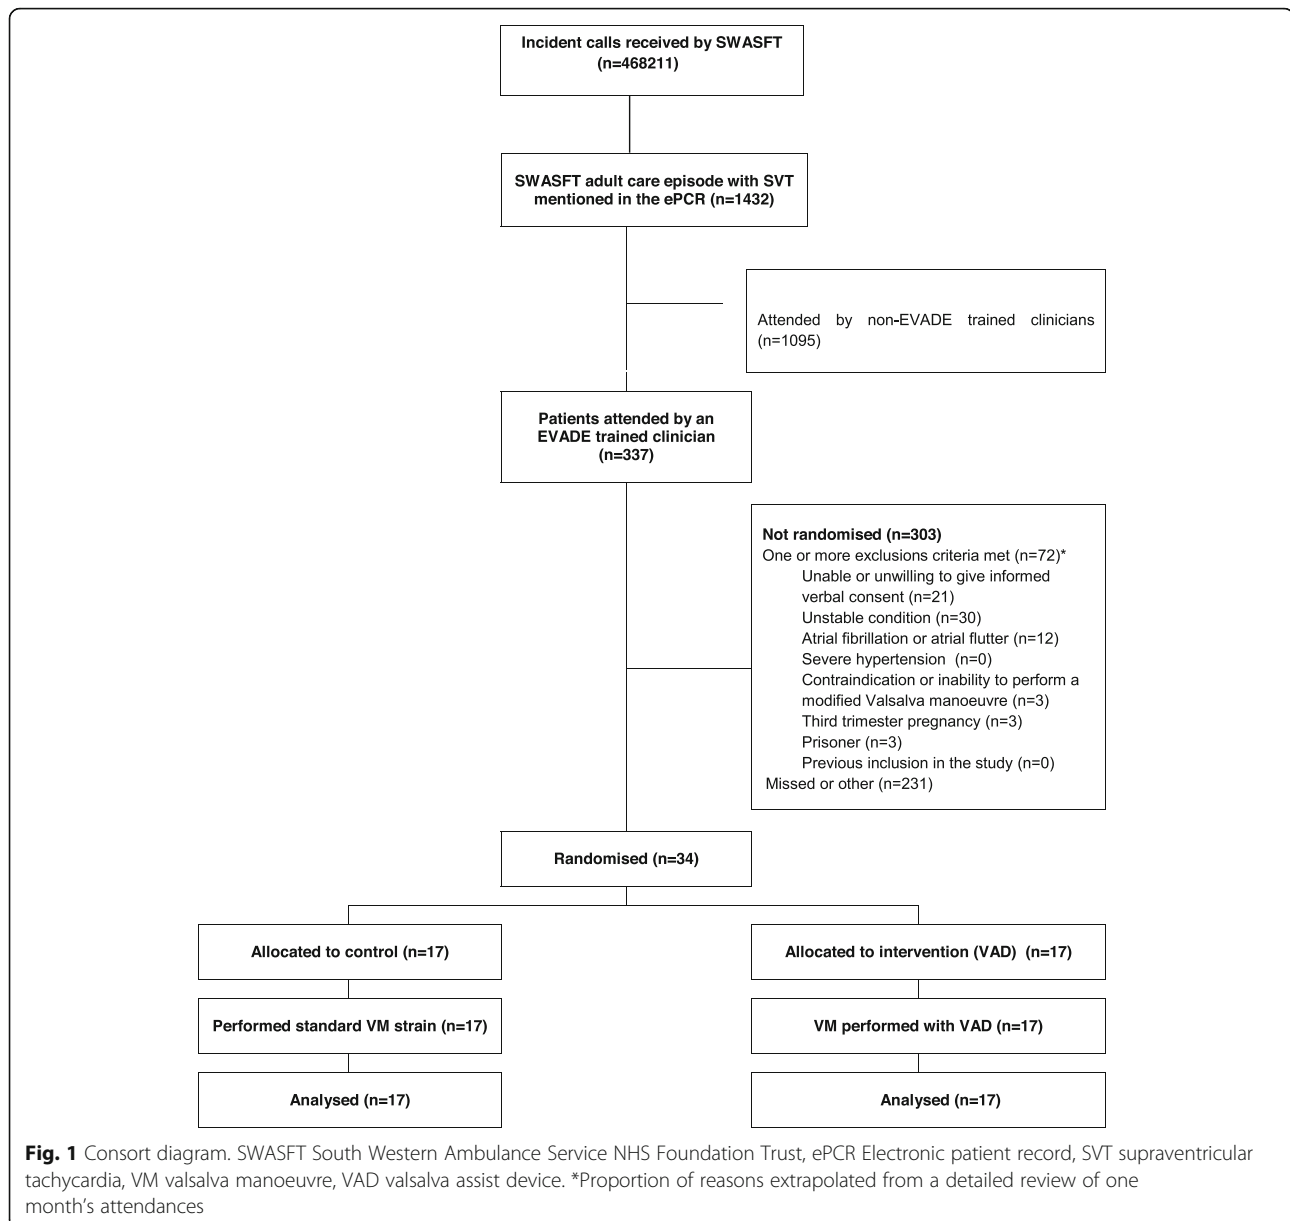 Incident calls received by SWASFT
(n=468211)
SWASFT adult care episode with SVT
mentioned in the ePCR (n=1432)
Attended by non-EVADE trained clinicians
(n=1095)
Patients attended by an
EVADE trained clinician
(n=337)
Not randomised (n=303)
One or more exclusions criteria met (n=72)*
Unable or unwilling to give informed
verbal consent (n=21)
Unstable condition (n=30)
Atrial fibrillation or atrial flutter (n=12)
Severe hypertension (n=0)
Contraindication or inability to perform a
modified Valsalva manoeuvre (n=3)
Third trimester pregnancy (n=3)
Prisoner (n=3)
Previous inclusion in the study (n=0)
Missed or other (n=231)
Randomised (n=34)
Allocated to control (n=17)
Allocated to intervention (VAD) (n=17)
Performed standard VM strain (n=17)
VM performed with VAD (n=17)
Analysed (n=17)
Analysed (n=17)
Fig. 1 Consort diagram. SWASFT South Western Ambulance Service NHS Foundation Trust, ePCR Electronic patient record, SVT supraventricular
tachycardia, VM valsalva manoeuvre, VAD valsalva assist device. *Proportion of reasons extrapolated from a detailed review of one
month's attendances